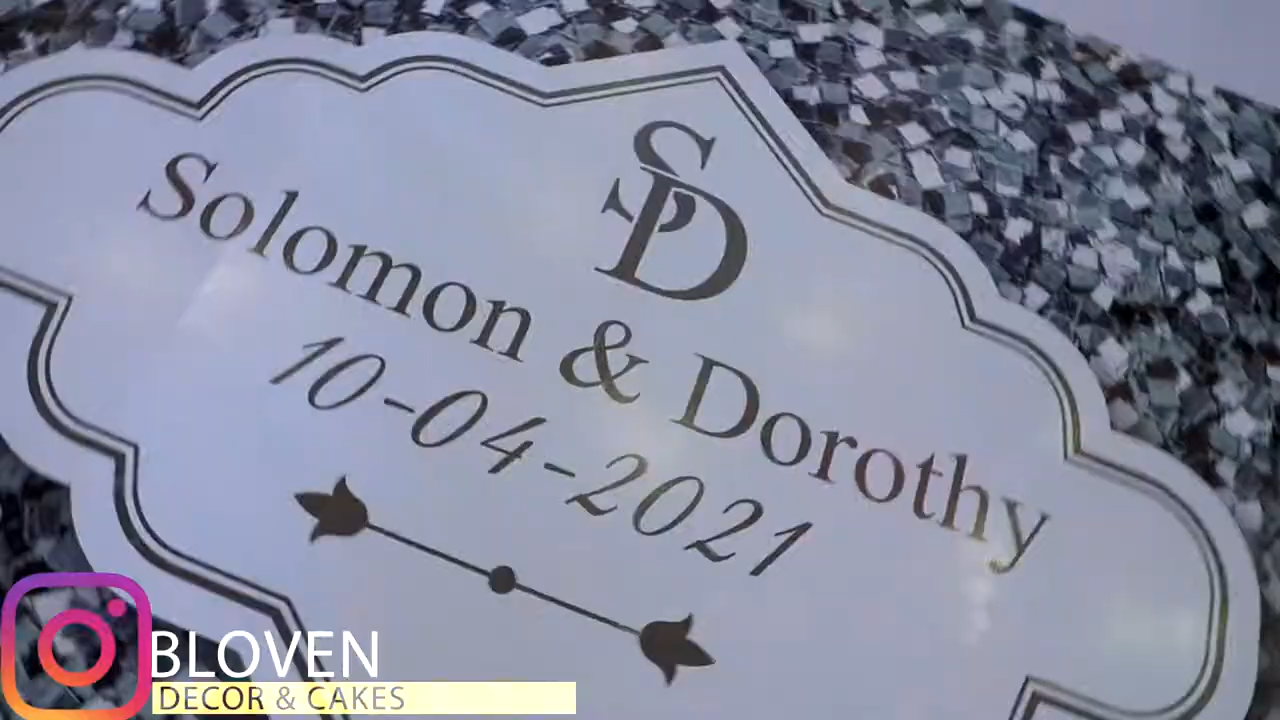 SD
Solomon & Dorothy
10-04-2021
BLOVEN
DECOR & CAKES